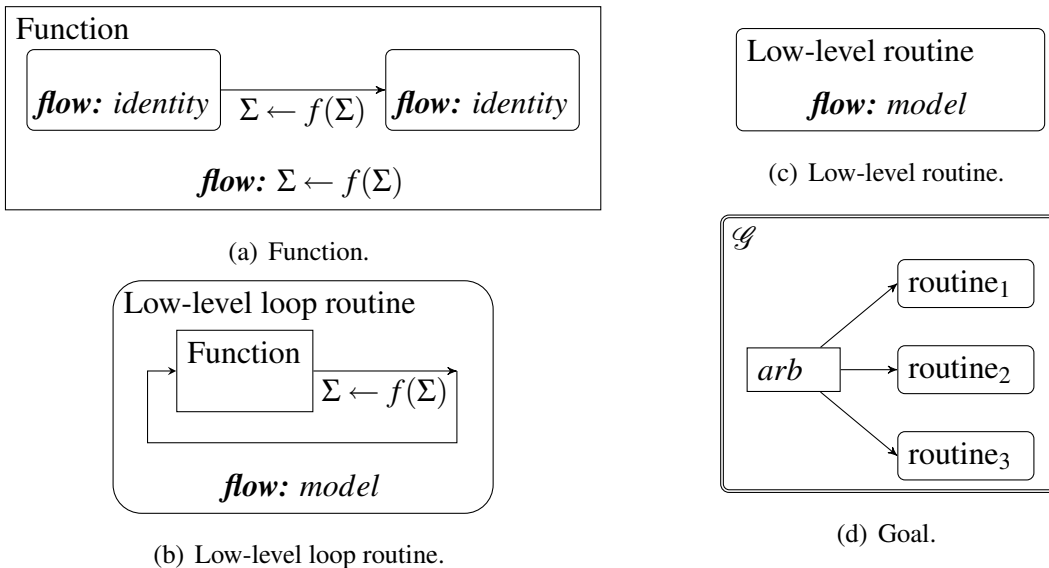 Function
flow: identity
Σ ← f(Σ)
flow: identity
flow: Σ ← f(Σ)
(a) Function.
Low-level loop routine
Function
Σ ← f(Σ)
flow: model
(b) Low-level loop routine.
Low-level routine
flow: model
(c) Low-level routine.
𝒢
routine₁
arb
routine₂
routine₃
(d) Goal.